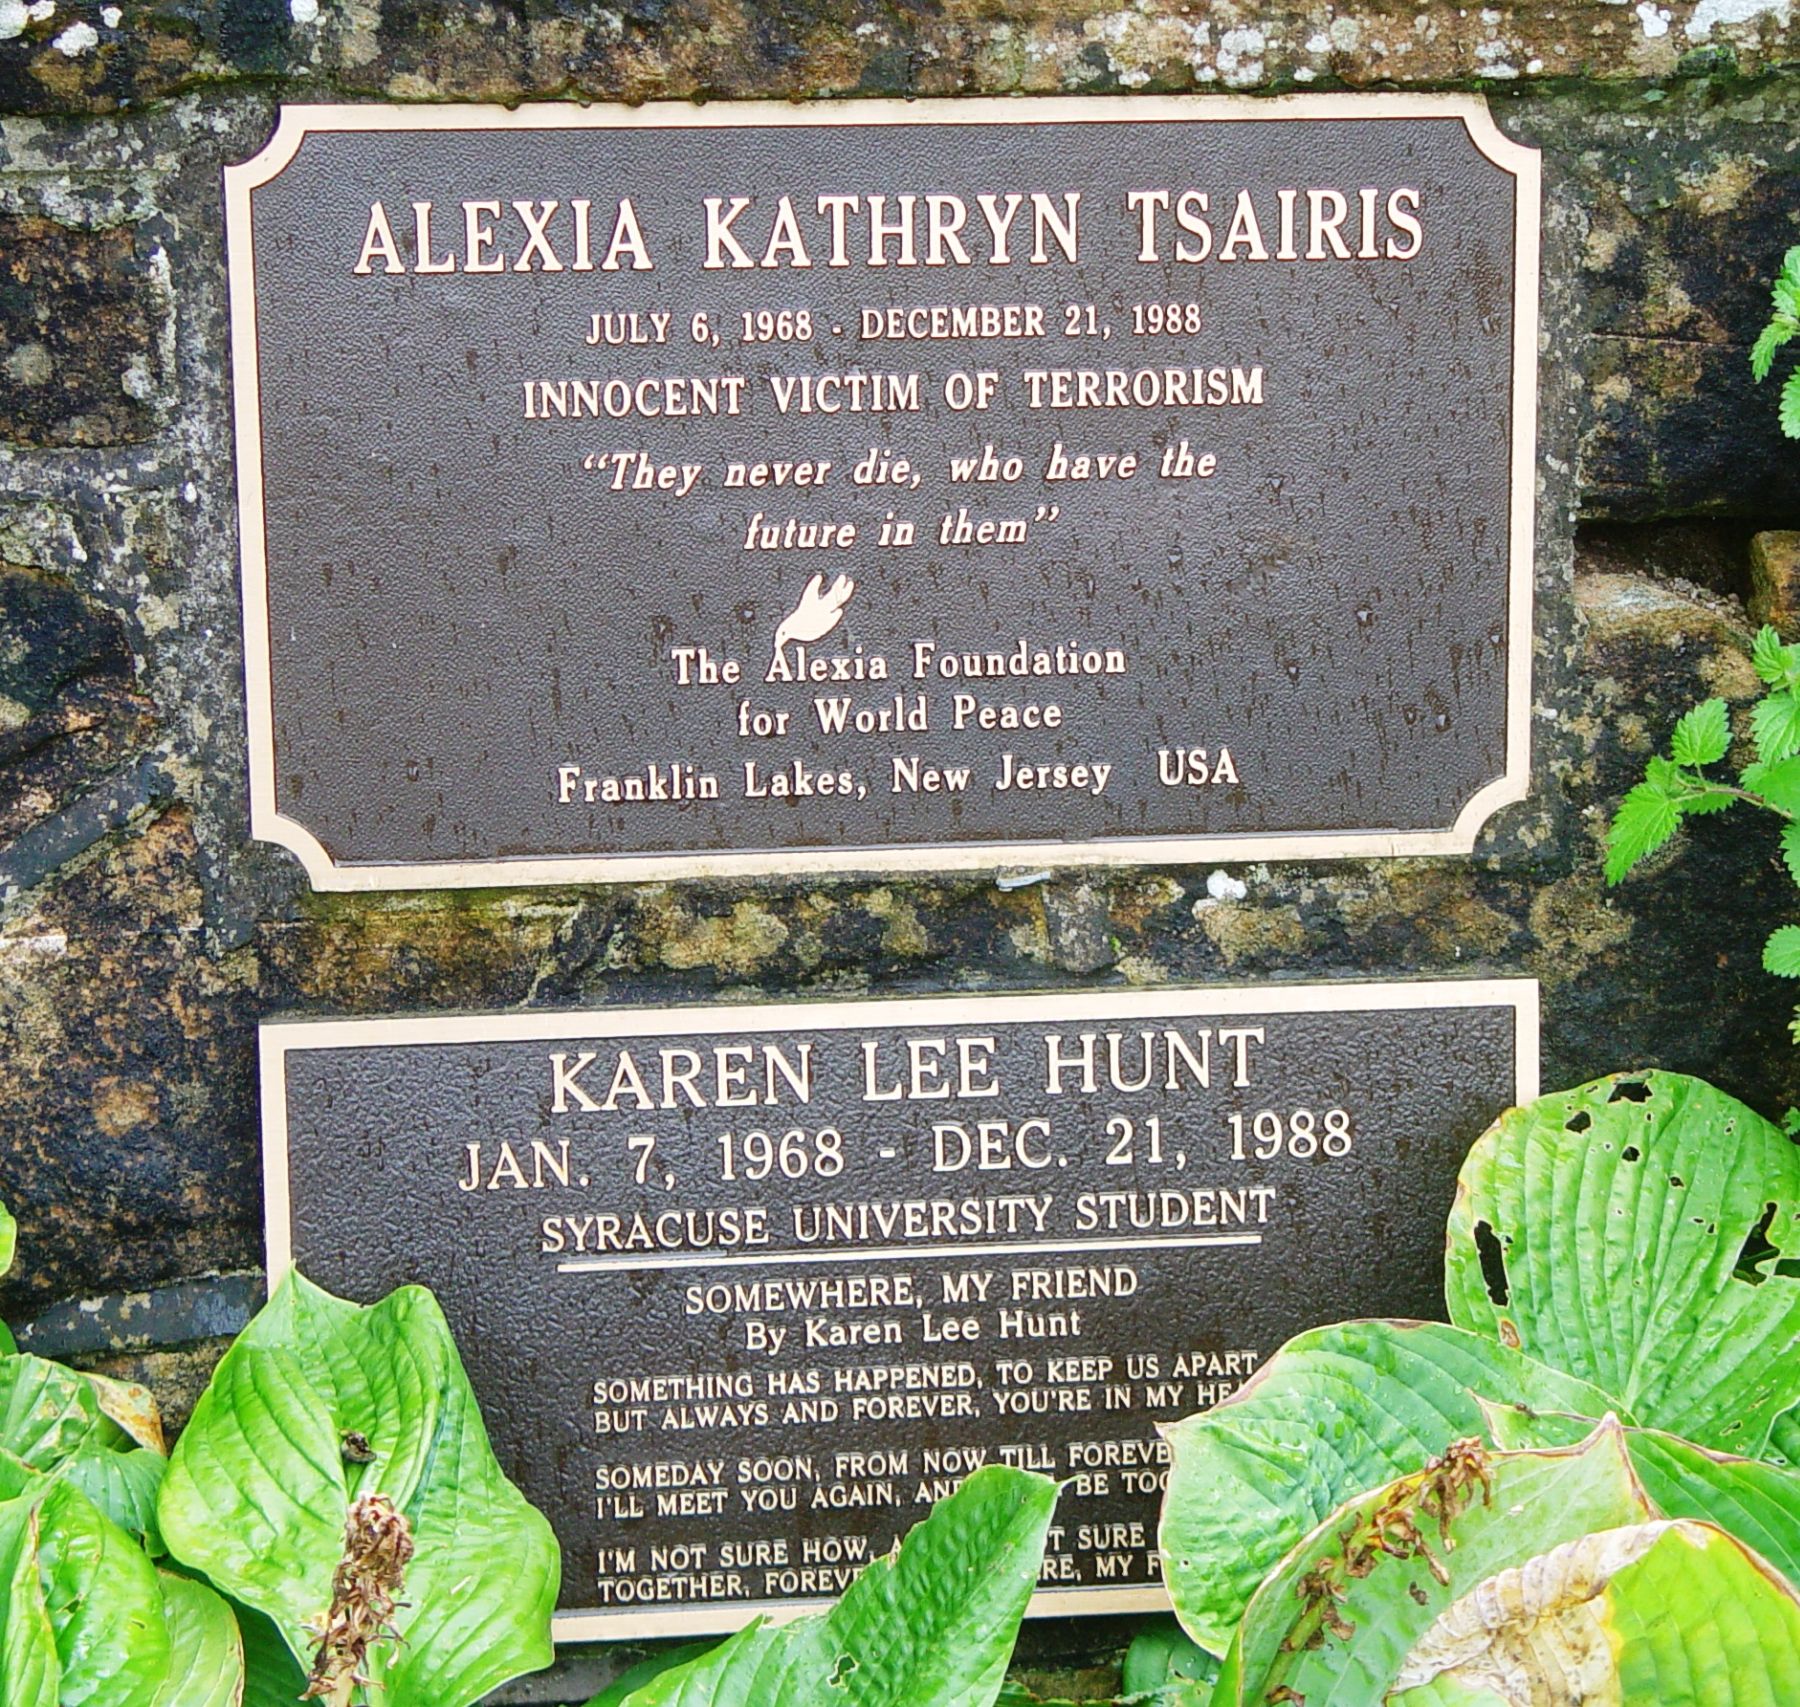 ALEXIA KATHRYN TSAIRIS
JULY 6, 1968 - DECEMBER 21, 1988
INNOCENT VICTIM OF TERRORISM
“They never die, who have the
future in them”
The Alexia Foundation
for World Peace
Franklin Lakes, New Jersey USA
KAREN LEE HUNT
JAN. 7, 1968 - DEC. 21, 1988
SYRACUSE UNIVERSITY STUDENT
SOMEWHERE, MY FRIEND
By Karen Lee Hunt
SOMETHING HAS HAPPENED, TO KEEP US APART
BUT ALWAYS AND FOREVER, YOU'RE IN MY
SOMEDAY SOON, FROM NOW TILL
I'LL MEET YOU AGAIN, BE
I'M NOT SURE HOW, SURE
TOGETHER, MY